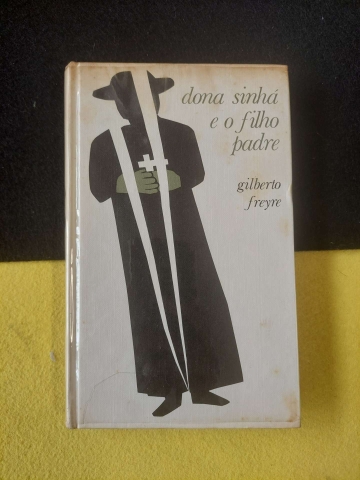 dona sinhá
e o filho
padre
gilberto
freyre